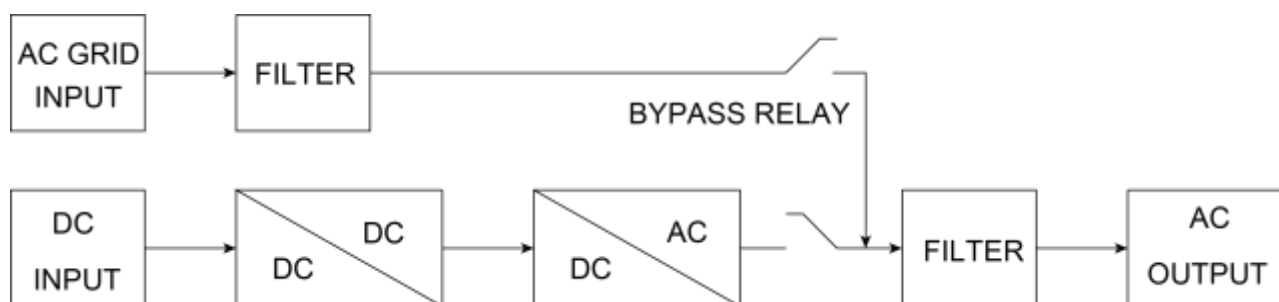 AC GRID
INPUT
FILTER
BYPASS RELAY
DC
INPUT
DC
DC
AC
DC
FILTER
AC
OUTPUT